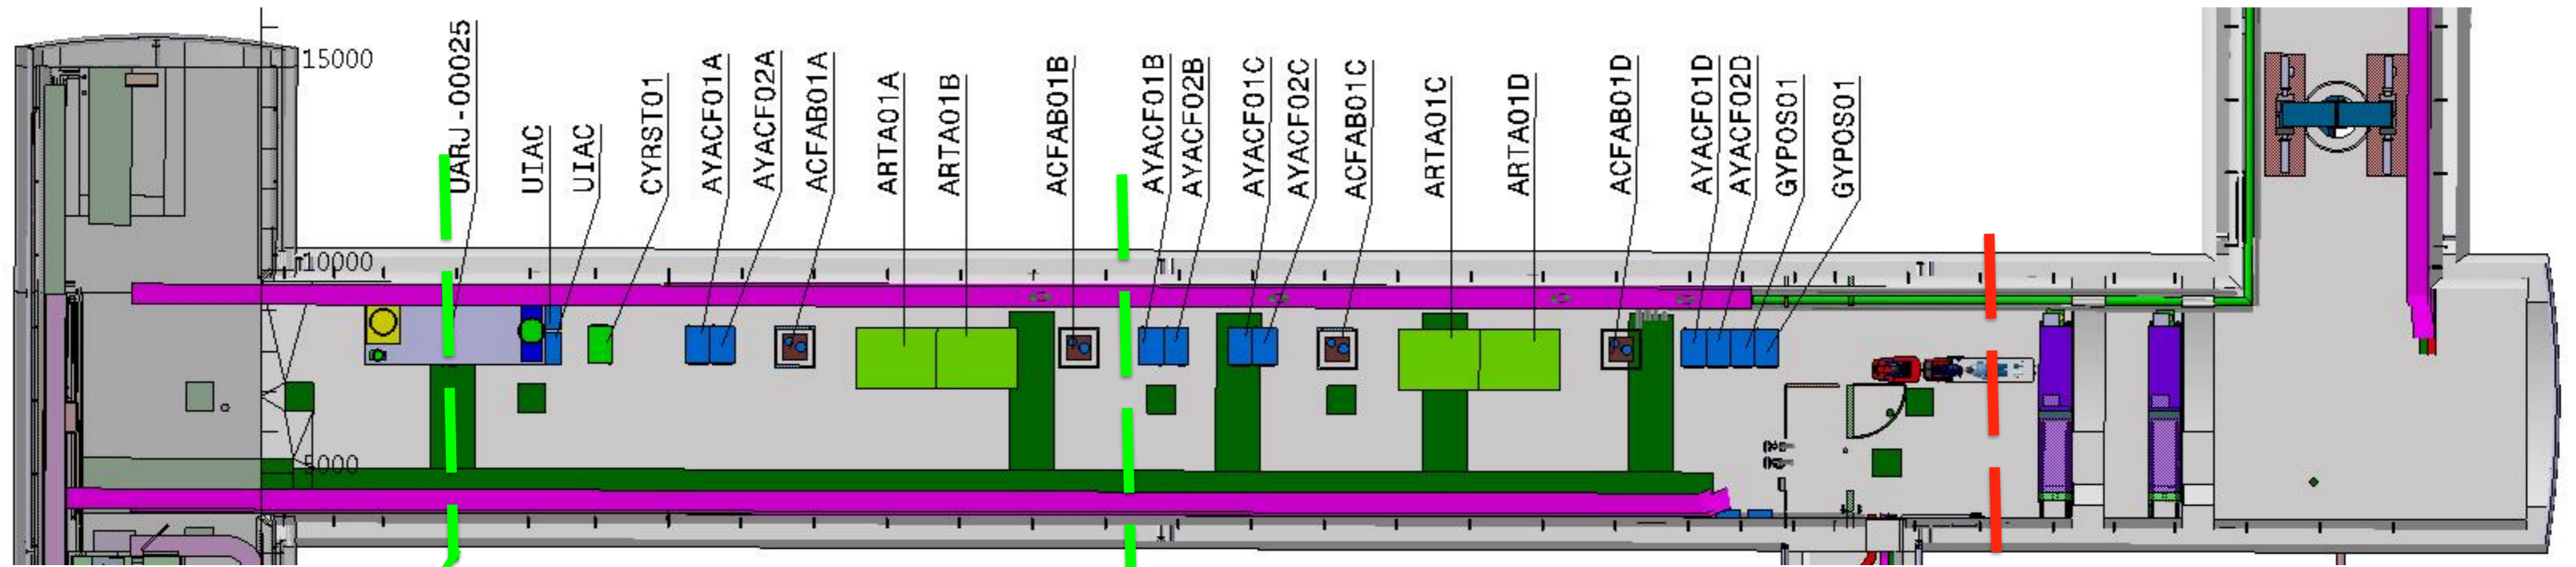 15000
UARJ-00025
UIAC
UIAC
CYRST01
AYACF01A
AYACF02A
ACFAB01A
ARTA01A
ARTA01B
ACFAB01B
AYACF01B
AYACF02B
AYACF01C
AYACF02C
ACFAB01C
ARTA01C
ARTA01D
ACFAB01D
AYACF01D
AYACF02D
GYPOS01
GYPOS01
10000
5000